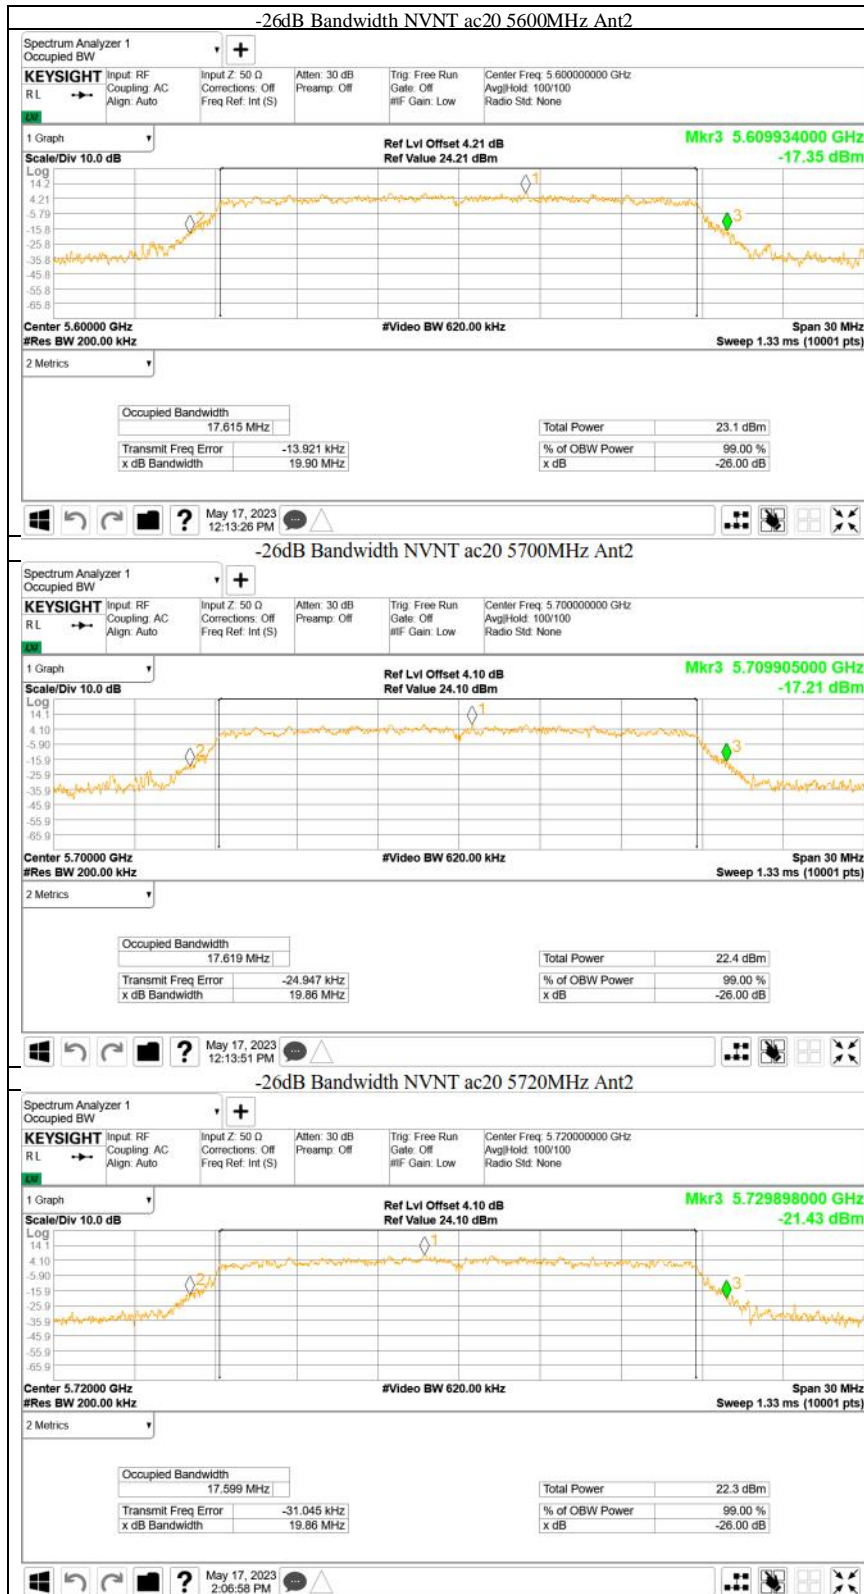 -26dB Bandwidth NVNT ac20 5600MHz Ant2
Spectrum Analyzer 1
Occupied BW
KEYSIGHT Input: RF Input Z: 50 Ω Atten: 30 dB Trig: Free Run Center Freq: 5.600000000 GHz
RL Coupling: AC Corrections: Off Preamp: Off Gate: Off Avg|Hold: 100/100
Align: Auto Freq Ref: Int (S) #IF Gain: Low Radio Std: None
1 Graph Ref Lvl Offset 4.21 dB Mkr3 5.609934000 GHz
Scale/Div 10.0 dB Ref Value 24.21 dBm -17.35 dBm
Log
14.2
4.21
-5.79
-15.8
-25.8
-35.8
-45.8
-55.8
-65.8
1
2
3
Center 5.60000 GHz #Video BW 620.00 kHz Span 30 MHz
#Res BW 200.00 kHz Sweep 1.33 ms (10001 pts)
2 Metrics
Occupied Bandwidth
17.615 MHz Total Power 23.1 dBm
Transmit Freq Error -13.921 kHz % of OBW Power 99.00 %
x dB Bandwidth 19.90 MHz x dB -26.00 dB
May 17, 2023
12:13:26 PM
-26dB Bandwidth NVNT ac20 5700MHz Ant2
Spectrum Analyzer 1
Occupied BW
KEYSIGHT Input: RF Input Z: 50 Ω Atten: 30 dB Trig: Free Run Center Freq: 5.700000000 GHz
RL Coupling: AC Corrections: Off Preamp: Off Gate: Off Avg|Hold: 100/100
Align: Auto Freq Ref: Int (S) #IF Gain: Low Radio Std: None
1 Graph Ref Lvl Offset 4.10 dB Mkr3 5.709905000 GHz
Scale/Div 10.0 dB Ref Value 24.10 dBm -17.21 dBm
Log
14.1
4.10
-5.90
-15.9
-25.9
-35.9
-45.9
-55.9
-65.9
1
2
3
Center 5.70000 GHz #Video BW 620.00 kHz Span 30 MHz
#Res BW 200.00 kHz Sweep 1.33 ms (10001 pts)
2 Metrics
Occupied Bandwidth
17.619 MHz Total Power 22.4 dBm
Transmit Freq Error -24.947 kHz % of OBW Power 99.00 %
x dB Bandwidth 19.86 MHz x dB -26.00 dB
May 17, 2023
12:13:51 PM
-26dB Bandwidth NVNT ac20 5720MHz Ant2
Spectrum Analyzer 1
Occupied BW
KEYSIGHT Input: RF Input Z: 50 Ω Atten: 30 dB Trig: Free Run Center Freq: 5.720000000 GHz
RL Coupling: AC Corrections: Off Preamp: Off Gate: Off Avg|Hold: 100/100
Align: Auto Freq Ref: Int (S) #IF Gain: Low Radio Std: None
1 Graph Ref Lvl Offset 4.10 dB Mkr3 5.729898000 GHz
Scale/Div 10.0 dB Ref Value 24.10 dBm -21.43 dBm
Log
14.1
4.10
-5.90
-15.9
-25.9
-35.9
-45.9
-55.9
-65.9
1
2
3
Center 5.72000 GHz #Video BW 620.00 kHz Span 30 MHz
#Res BW 200.00 kHz Sweep 1.33 ms (10001 pts)
2 Metrics
Occupied Bandwidth
17.599 MHz Total Power 22.3 dBm
Transmit Freq Error -31.045 kHz % of OBW Power 99.00 %
x dB Bandwidth 19.86 MHz x dB -26.00 dB
May 17, 2023
2:06:58 PM